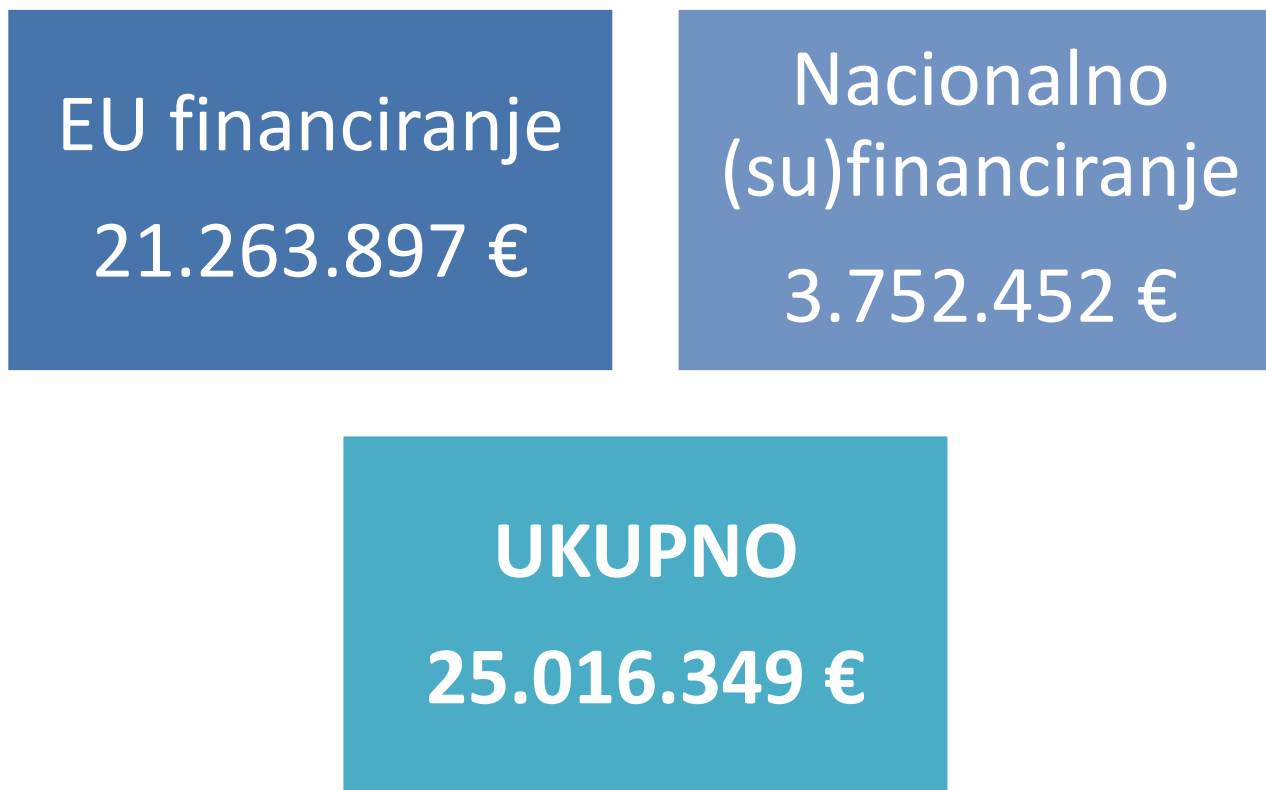 EU financiranje
21.263.897 €
Nacionalno
(su)financiranje
3.752.452 €
UKUPNO
25.016.349 €